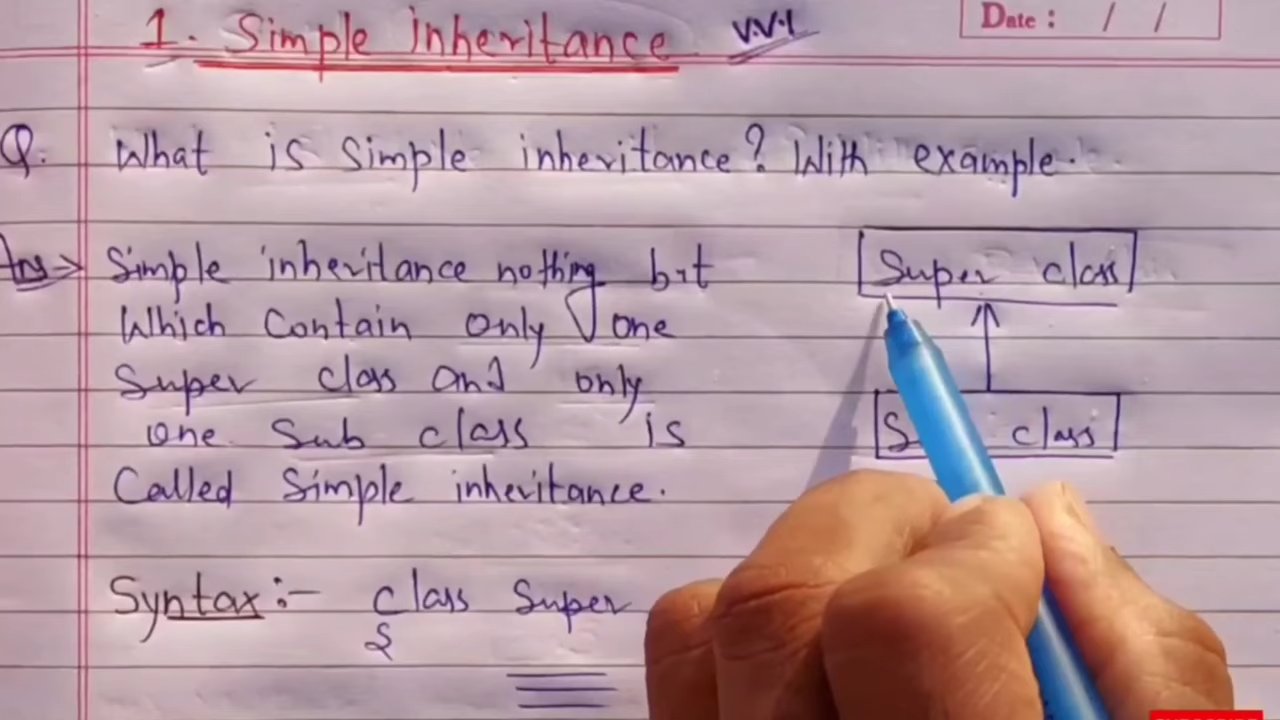 1. Simple inheritance V.V.I
Date : / /
Q. What is simple inheritance? With example.
Ans=> Simple inheritance nothing but
Which Contain only one
Super class and only
one Sub class is
Called Simple inheritance.
Super class
class
Syntax:- class Super
{